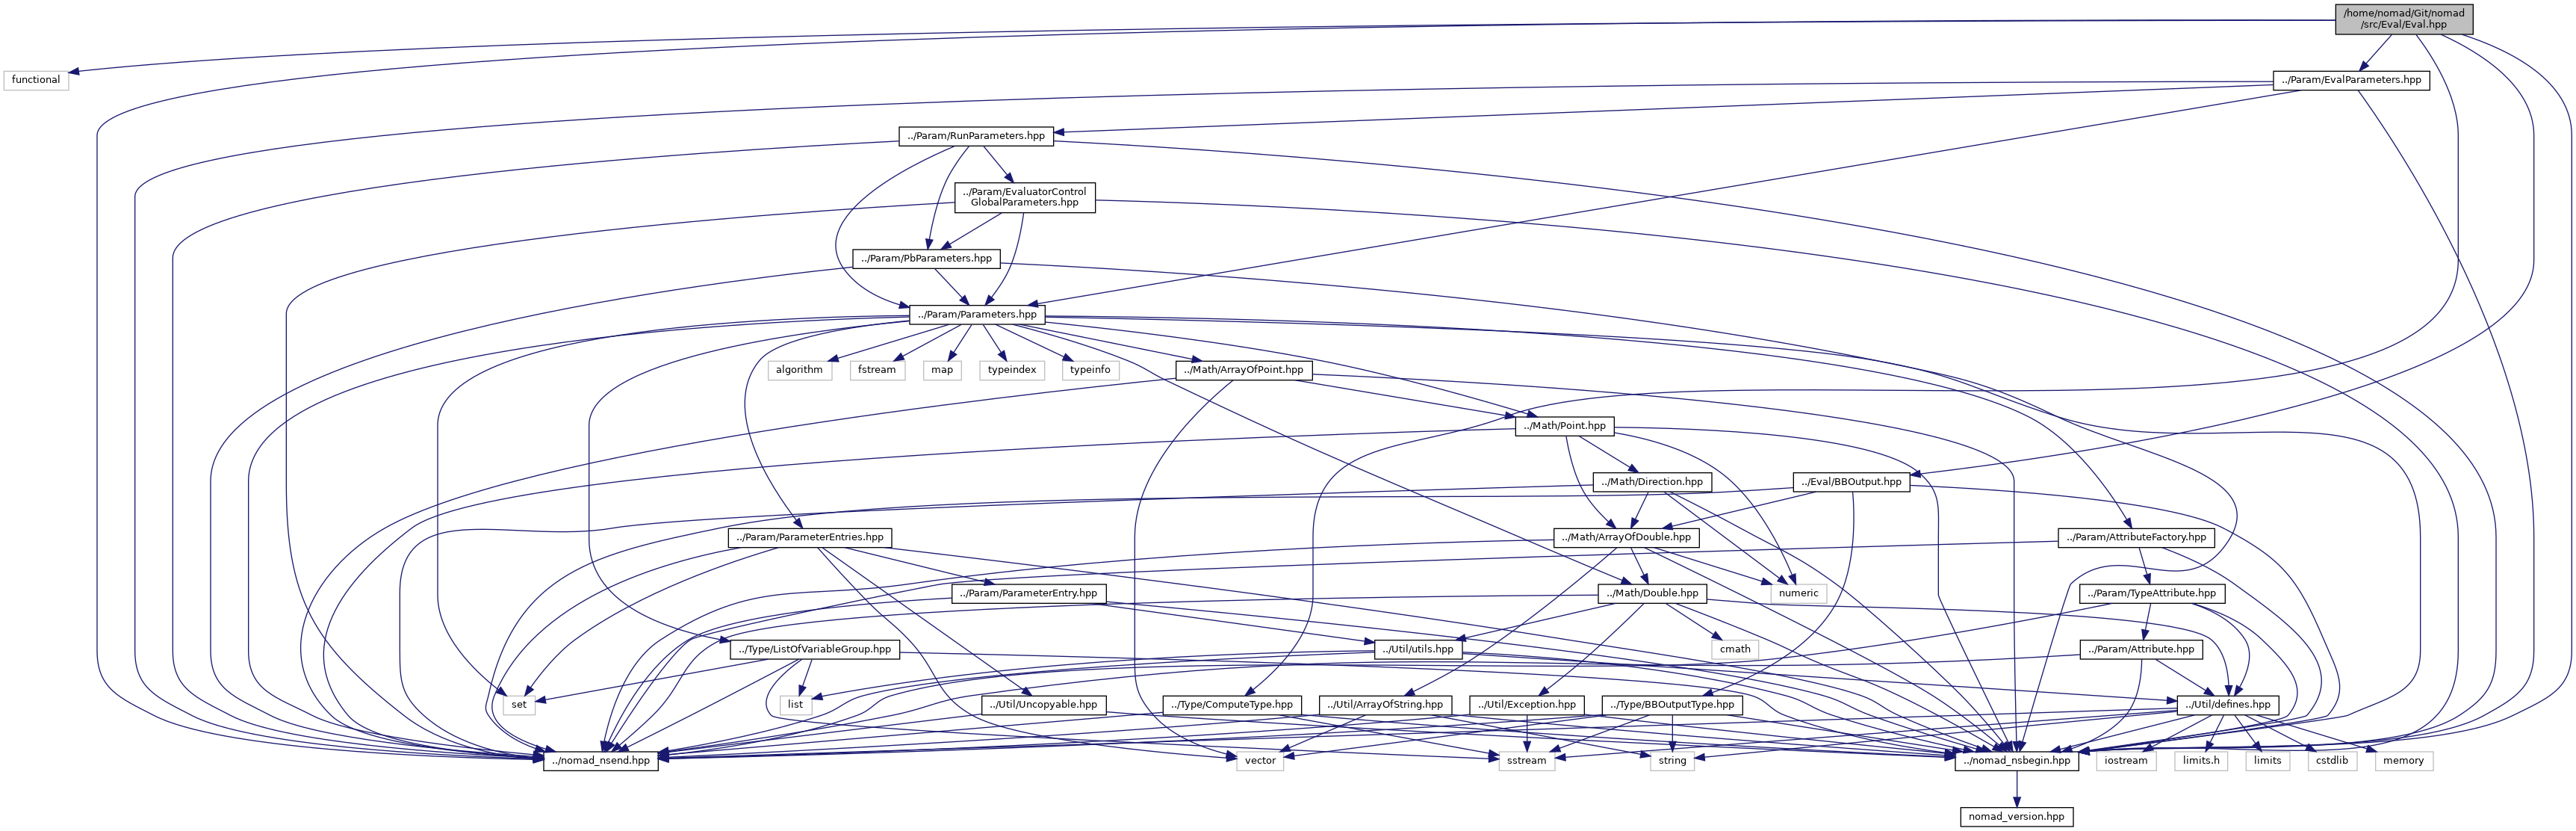 /home/nomad/Git/nomad
/src/Eval/Eval.hpp
functional
../Param/EvalParameters.hpp
../Param/RunParameters.hpp
../Param/EvaluatorControl
GlobalParameters.hpp
../Param/PbParameters.hpp
../Param/Parameters.hpp
algorithm
fstream
map
typeindex
typeinfo
../Math/ArrayOfPoint.hpp
../Math/Point.hpp
../Math/Direction.hpp
../Eval/BBOutput.hpp
../Param/ParameterEntries.hpp
../Math/ArrayOfDouble.hpp
../Param/AttributeFactory.hpp
../Param/ParameterEntry.hpp
../Math/Double.hpp
numeric
../Param/TypeAttribute.hpp
../Type/ListOfVariableGroup.hpp
../Util/utils.hpp
cmath
../Param/Attribute.hpp
set
list
../Util/Uncopyable.hpp
../Type/ComputeType.hpp
../Util/ArrayOfString.hpp
../Util/Exception.hpp
../Type/BBOutputType.hpp
../Util/defines.hpp
../nomad_nsend.hpp
vector
sstream
string
../nomad_nsbegin.hpp
iostream
limits.h
limits
cstdlib
memory
nomad_version.hpp